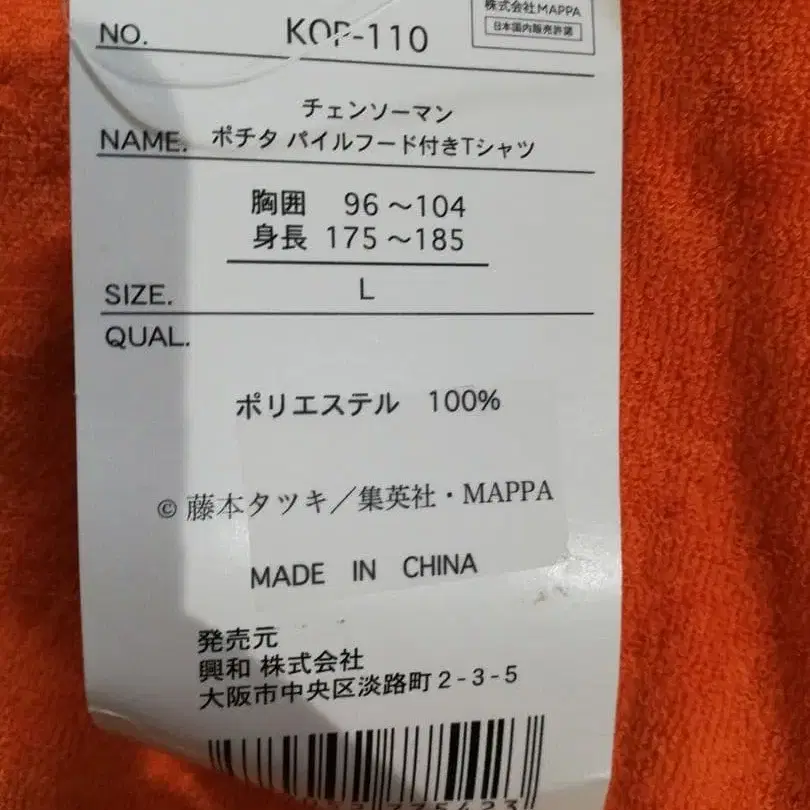 株式会社MAPPA
日本国内販売許諾
NO. KOP-110
チェンソーマン
NAME. ポチタ パイルフード付きTシャツ
胸囲 96～104
身長 175～185
SIZE. L
QUAL.
ポリエステル 100%
© 藤本タツキ／集英社・MAPPA
MADE IN CHINA
発売元
興和 株式会社
大阪市中央区淡路町2-3-5